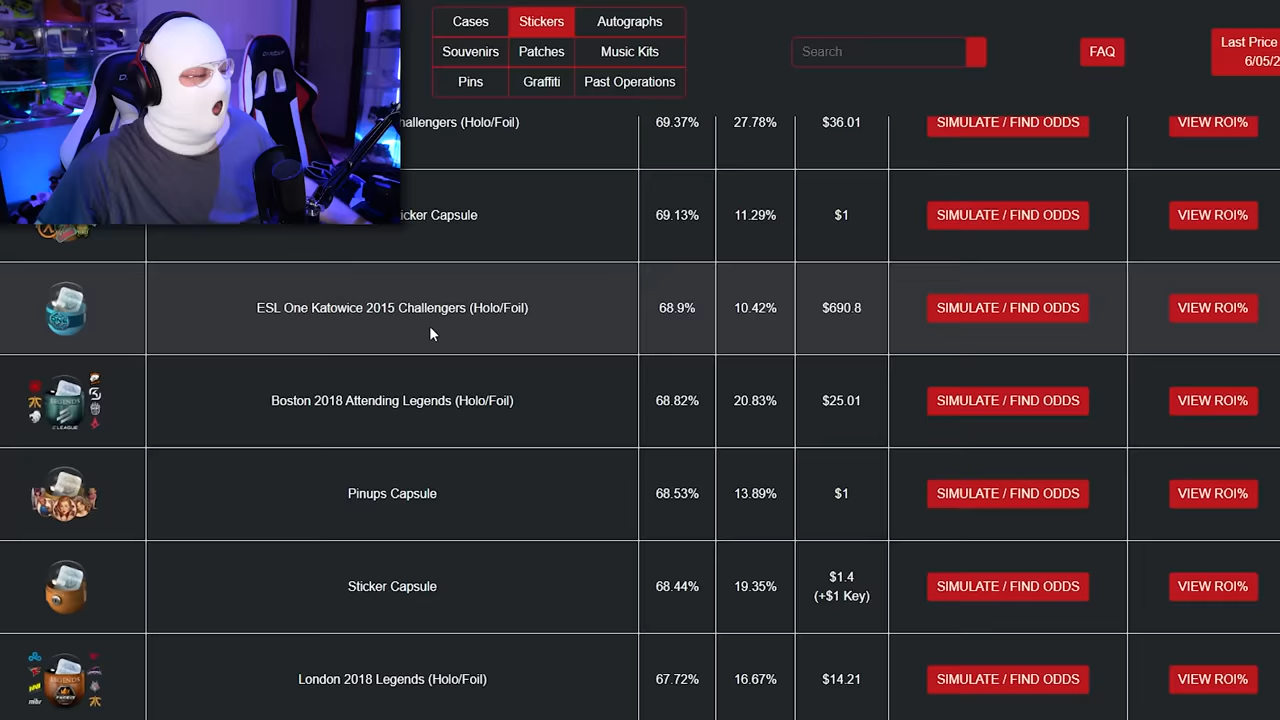 Cases Stickers Autographs
Souvenirs Patches Music Kits
Pins Graffiti Past Operations
Search
FAQ
Last Price
6/05/2
hallengers (Holo/Foil) 69.37% 27.78% $36.01 SIMULATE / FIND ODDS VIEW ROI%
ticker Capsule 69.13% 11.29% $1 SIMULATE / FIND ODDS VIEW ROI%
ESL One Katowice 2015 Challengers (Holo/Foil) 68.9% 10.42% $690.8 SIMULATE / FIND ODDS VIEW ROI%
Boston 2018 Attending Legends (Holo/Foil) 68.82% 20.83% $25.01 SIMULATE / FIND ODDS VIEW ROI%
Pinups Capsule 68.53% 13.89% $1 SIMULATE / FIND ODDS VIEW ROI%
Sticker Capsule 68.44% 19.35% $1.4 SIMULATE / FIND ODDS VIEW ROI%
(+$1 Key)
London 2018 Legends (Holo/Foil) 67.72% 16.67% $14.21 SIMULATE / FIND ODDS VIEW ROI%